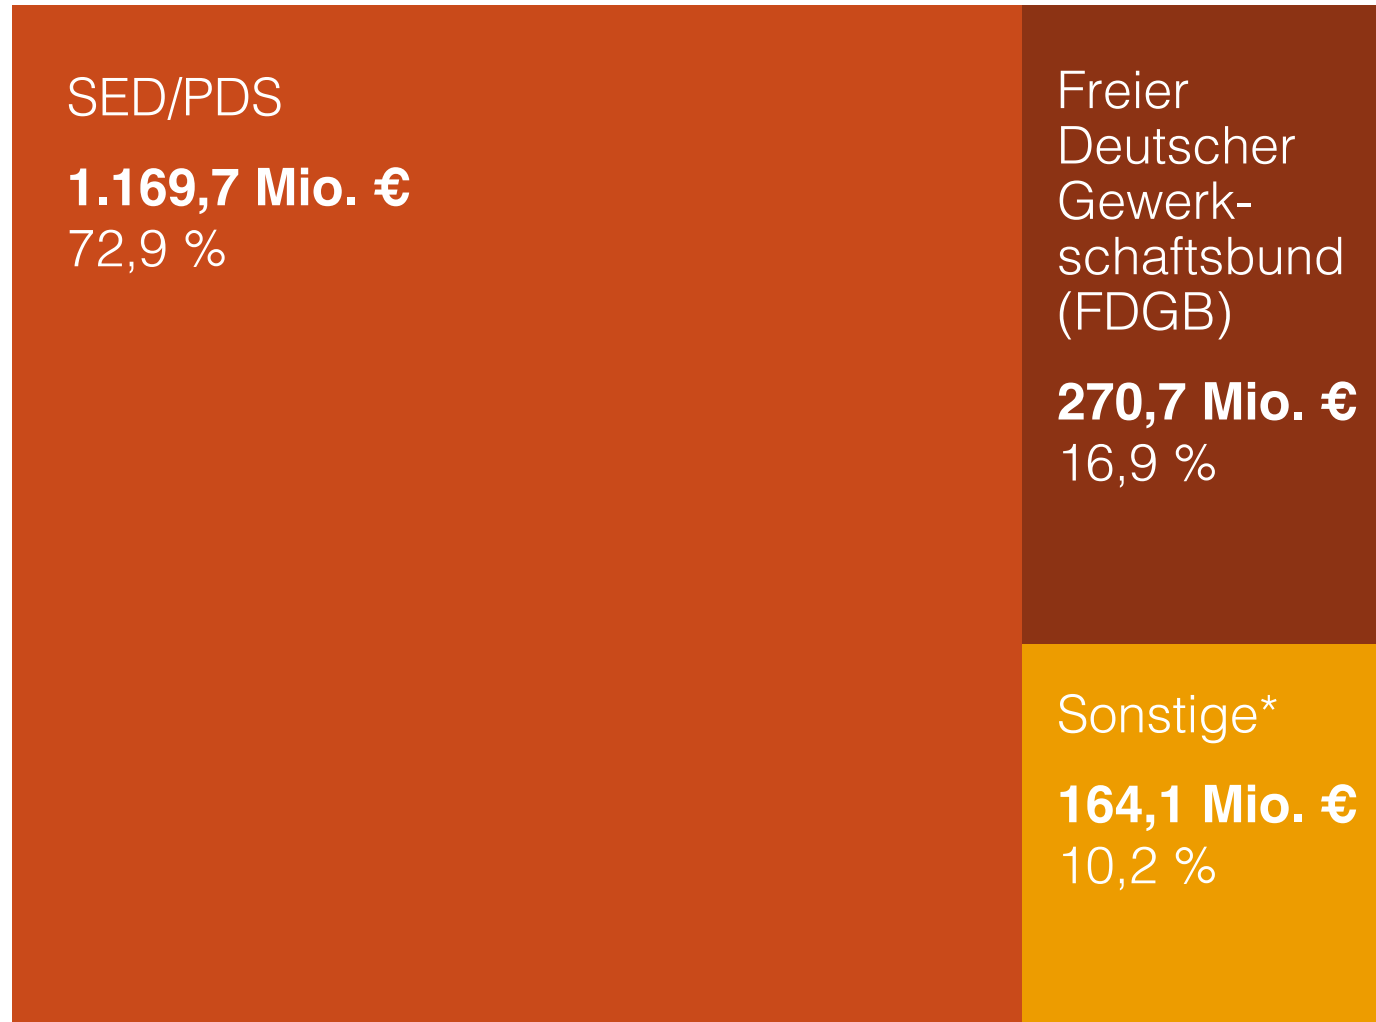 SED/PDS
1.169,7 Mio. €
72,9 %
Freier
Deutscher
Gewerk-
schaftsbund
(FDGB)
270,7 Mio. €
16,9 %
Sonstige*
164,1 Mio. €
10,2 %